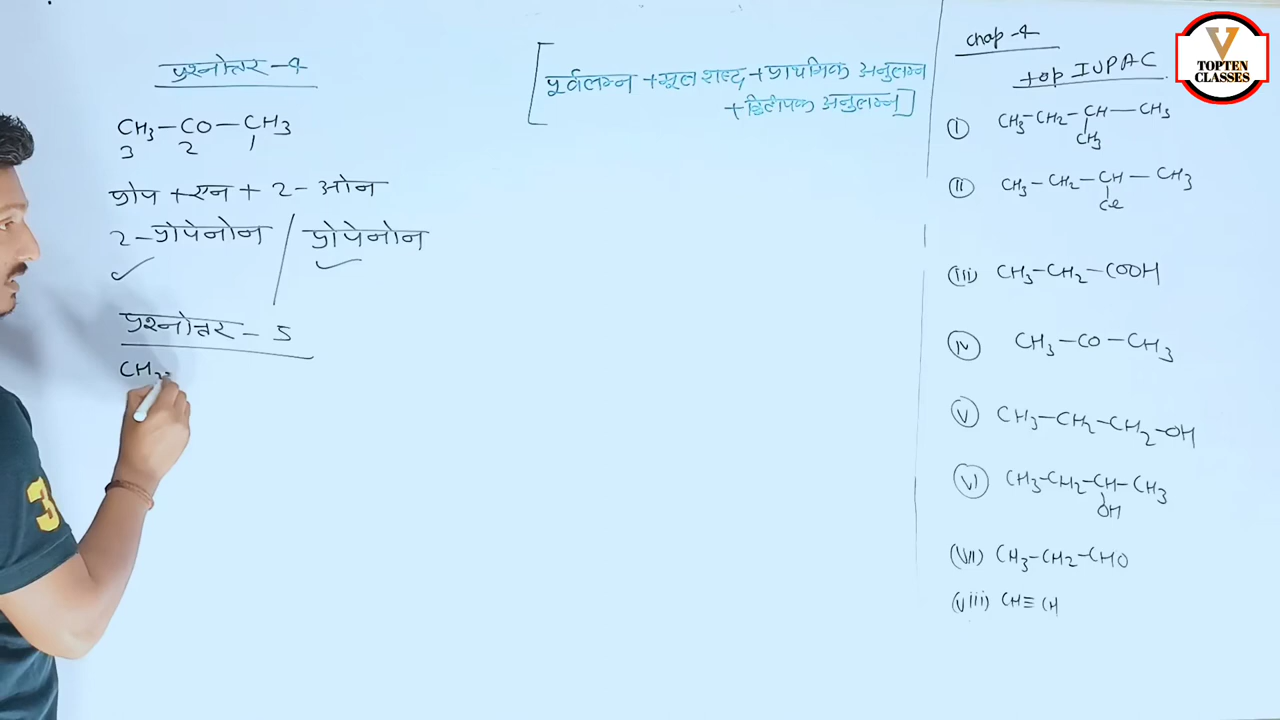 प्रश्नोत्तर-4
CH3-CO-CH3
3 2 1
प्रोप +एन + 2-ओन
2-प्रोपेनोन / प्रोपेनोन
प्रश्नोत्तर - 5
CH3
[पूर्वलग्न +मूल शब्द+प्राथमिक अनुलग्न
+द्वितीयक अनुलग्न]
Chap-4
top IUPAC
(i) CH3-CH2-CH-CH3
CH3
(ii) CH3-CH2-CH-CH3
Cl
(iii) CH3-CH2-COOH
(iv) CH3-CO-CH3
(v) CH3-CH2-CH2-OH
(vi) CH3-CH2-CH-CH3
OH
(vii) CH3-CH2-CHO
(viii) CH≡CH
V
TOPTEN
CLASSES
3